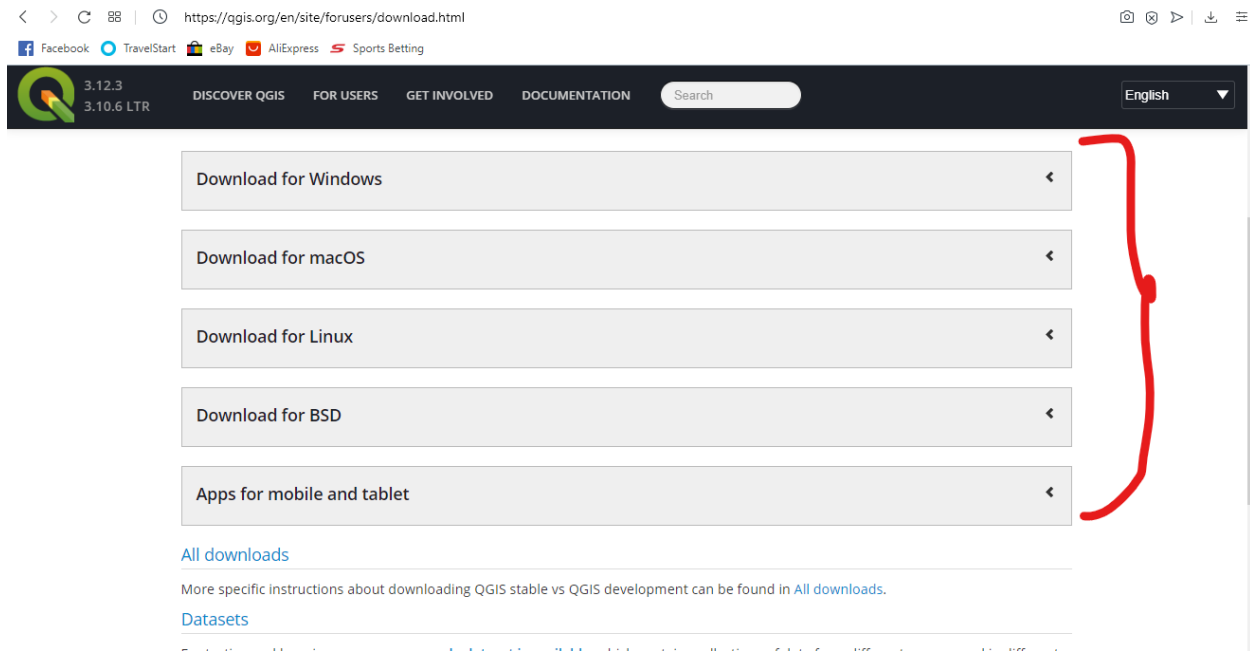 https://qgis.org/en/site/forusers/download.html
Facebook TravelStart eBay AliExpress Sports Betting
3.12.3
3.10.6 LTR
DISCOVER QGIS FOR USERS GET INVOLVED DOCUMENTATION Search English
Download for Windows
Download for macOS
Download for Linux
Download for BSD
Apps for mobile and tablet
All downloads
More specific instructions about downloading QGIS stable vs QGIS development can be found in All downloads.
Datasets